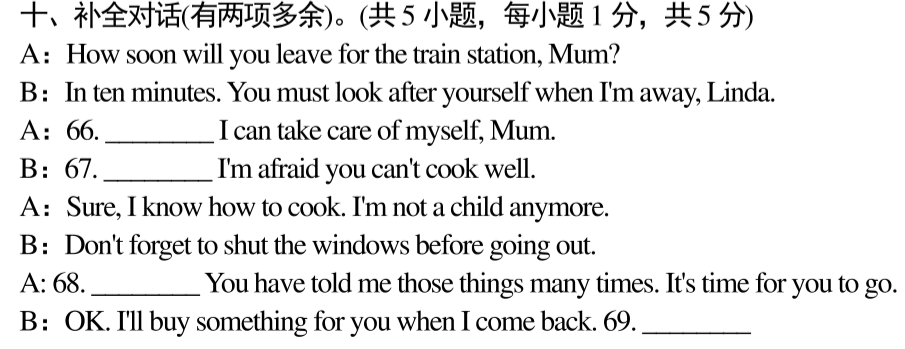 十、补全对话(有两项多余)。(共 5 小题，每小题 1 分，共 5 分)
A：How soon will you leave for the train station, Mum?
B：In ten minutes. You must look after yourself when I'm away, Linda.
A：66. ________ I can take care of myself, Mum.
B：67. ________ I'm afraid you can't cook well.
A：Sure, I know how to cook. I'm not a child anymore.
B：Don't forget to shut the windows before going out.
A: 68. ________ You have told me those things many times. It's time for you to go.
B：OK. I'll buy something for you when I come back. 69. ________